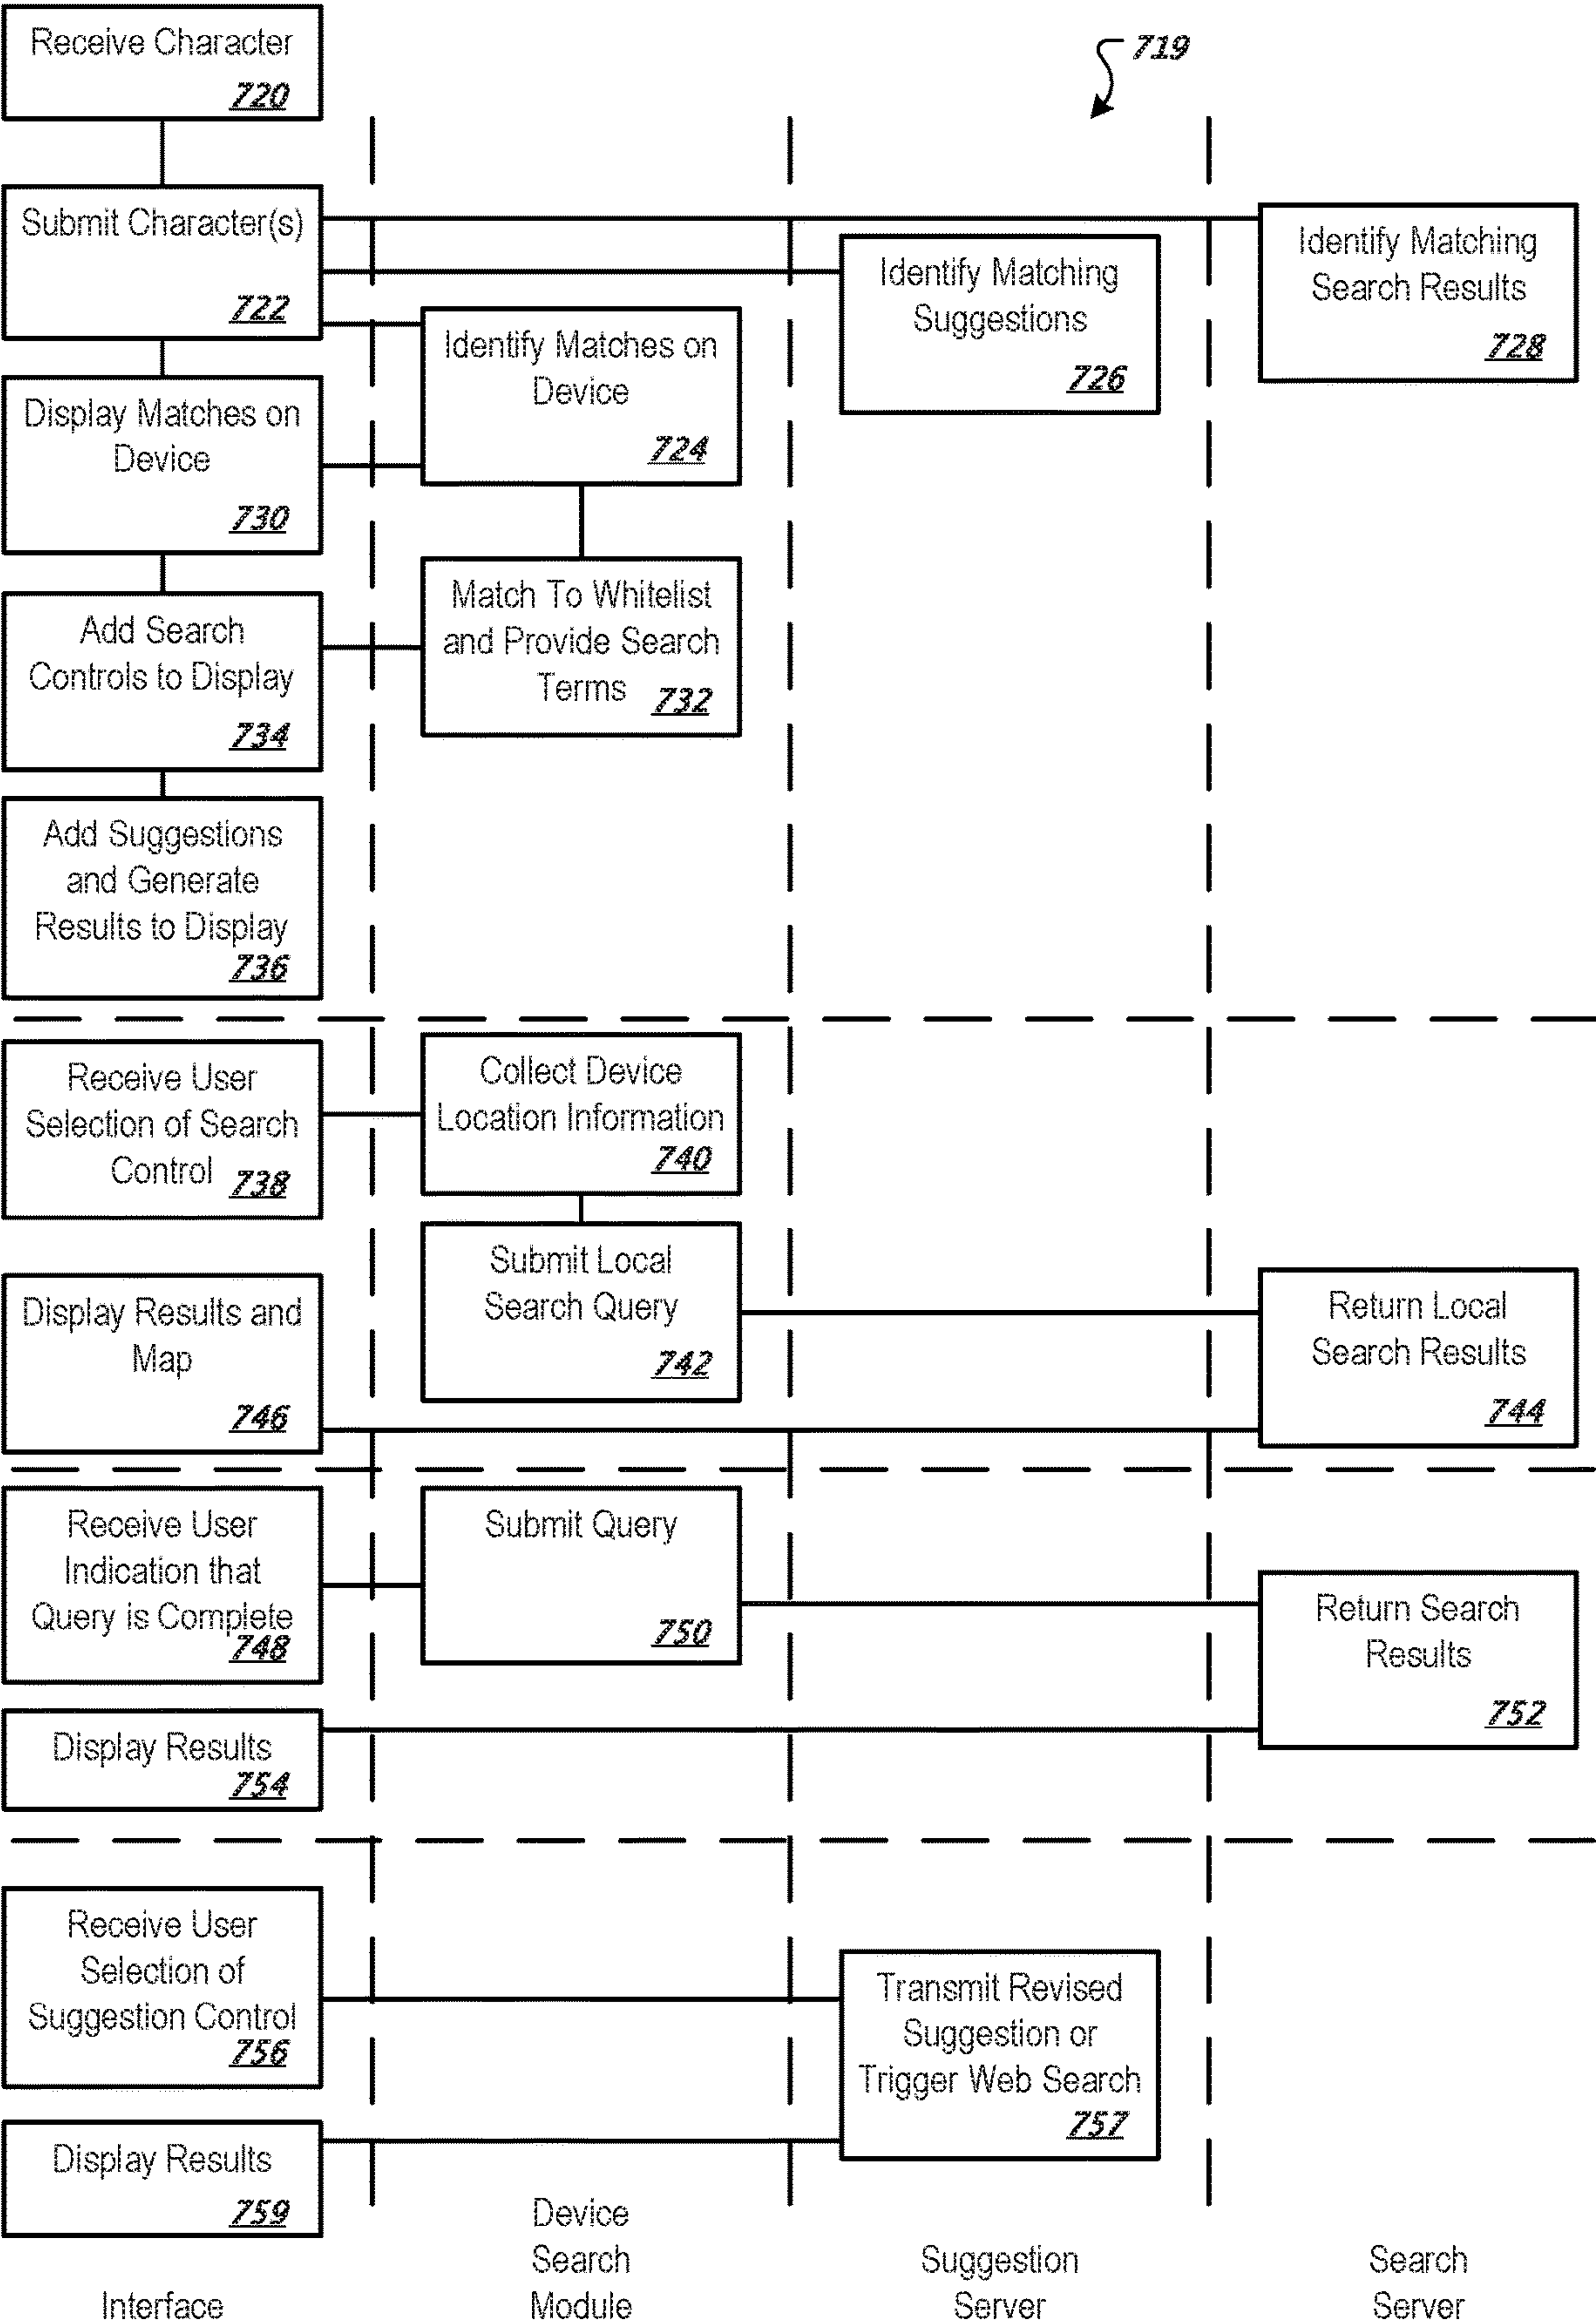 Receive Character
720
719
Submit Character(s)
722
Identify Matching
Suggestions
726
Identify Matching
Search Results
728
Identify Matches on
Device
724
Display Matches on
Device
730
Match To Whitelist
and Provide Search
Terms 732
Add Search
Controls to Display
734
Add Suggestions
and Generate
Results to Display
736
Receive User
Selection of Search
Control 738
Collect Device
Location Information
740
Submit Local
Search Query
742
Return Local
Search Results
744
Display Results and
Map
746
Receive User
Indication that
Query is Complete
748
Submit Query
750
Return Search
Results
752
Display Results
754
Receive User
Selection of
Suggestion Control
756
Transmit Revised
Suggestion or
Trigger Web Search
757
Display Results
759
Interface
Device
Search
Module
Suggestion
Server
Search
Server